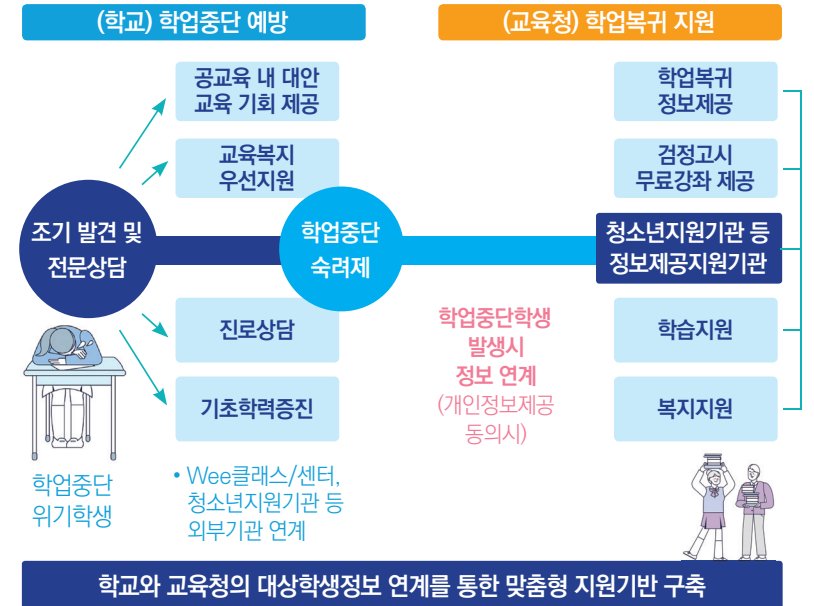 (학교) 학업중단 예방
(교육청) 학업복귀 지원
공교육 내 대안
교육 기회 제공
교육복지
우선지원
조기 발견 및
전문상담
학업중단
숙려제
진로상담
기초학력증진
학업중단
위기학생
• Wee클래스/센터,
청소년지원기관 등
외부기관 연계
학업중단학생
발생시
정보 연계
(개인정보제공
동의시)
학업복귀
정보제공
검정고시
무료강좌 제공
청소년지원기관 등
정보제공지원기관
학습지원
복지지원
학교와 교육청의 대상학생정보 연계를 통한 맞춤형 지원기반 구축